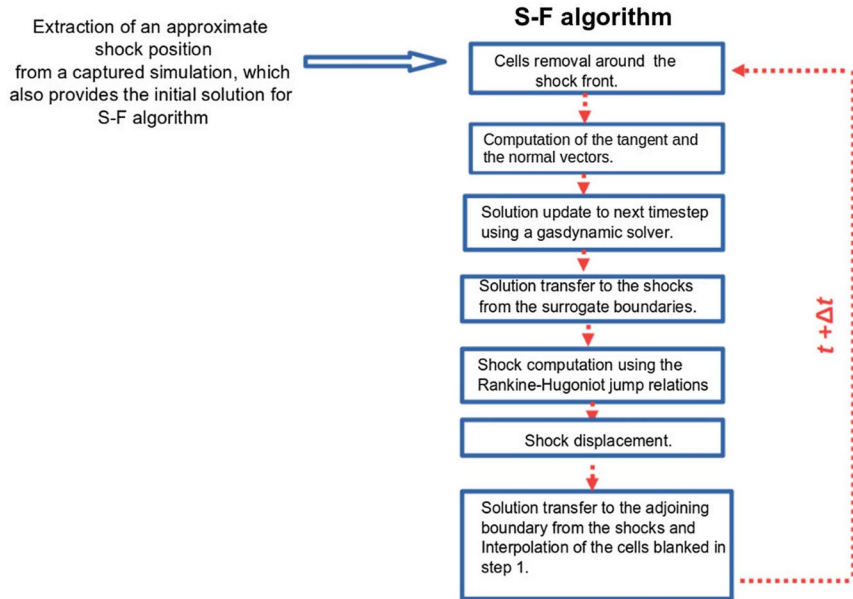 Extraction of an approximate
shock position
from a captured simulation, which
also provides the initial solution for
S-F algorithm
S-F algorithm
Cells removal around the
shock front.
Computation of the tangent and
the normal vectors.
Solution update to next timestep
using a gasdynamic solver.
Solution transfer to the shocks
from the surrogate boundaries.
Shock computation using the
Rankine-Hugoniot jump relations
Shock displacement.
Solution transfer to the adjoining
boundary from the shocks and
Interpolation of the cells blanked in
step 1.
t +Δt